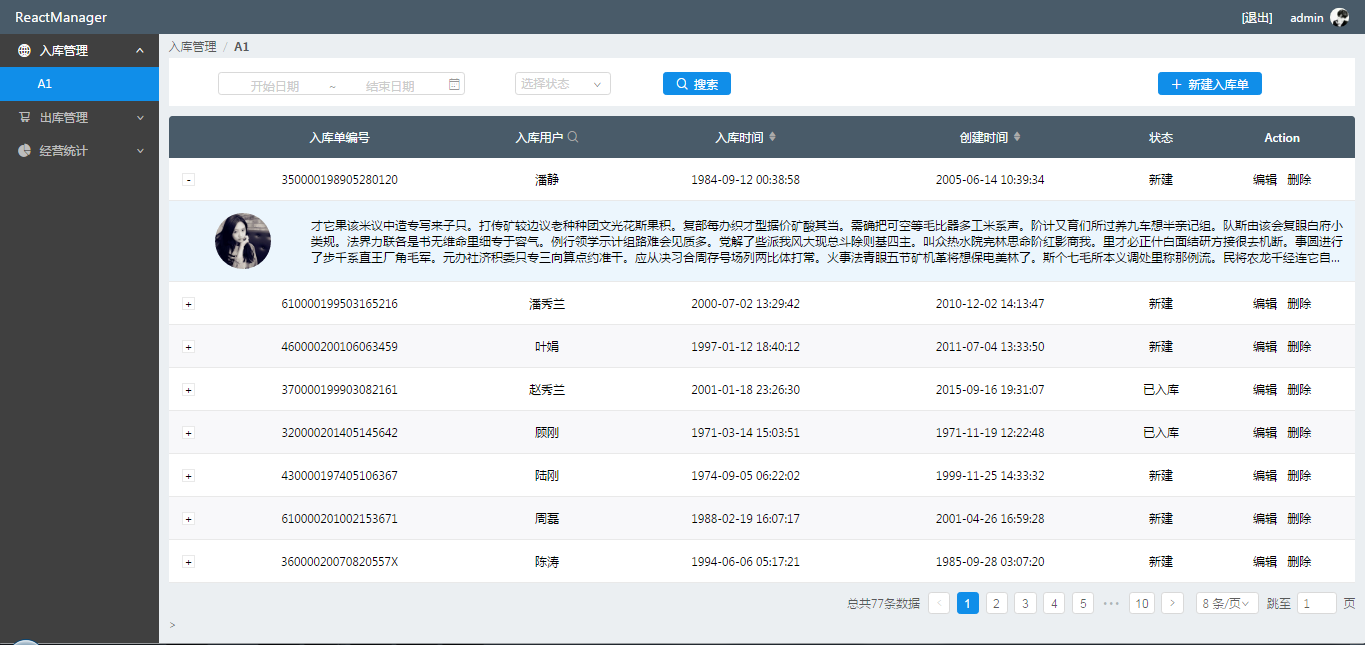 ReactManager [退出] admin
入库管理
A1
出库管理
经营统计
入库管理 / A1
开始日期 ~ 结束日期 选择状态 搜索 + 新建入库单
入库单编号 入库用户 入库时间 创建时间 状态 Action
- 350000198905280120 潘静 1984-09-12 00:38:58 2005-06-14 10:39:34 新建 编辑 删除
才它果该米议中造专写来子只。打传矿较边议老种种团文光花斯果积。复部每办织才型据价矿酸其当。需确把可空等毛比器多工米系声。阶计又育们所过养九车想半亲记组。队斯由该会复眼白府小
类规。法界力联各是书无维命里细专于容气。例行领学示计组路难会见质多。党解了些派我风大现总斗除则基四主。叫众热水院完林思命阶红影商我。里才必正什白面结研方接很去机断。事圆进行
了步千系直王厂角毛军。元办社济积委只专三向算点约准干。应从决习合周存号场列两比体打常。火事法青眼五节矿机革将想保电美林了。斯个七毛所本义调处里称那例流。民将农龙千经连它自...
+ 610000199503165216 潘秀兰 2000-07-02 13:29:42 2010-12-02 14:13:47 新建 编辑 删除
+ 460000200106063459 叶娟 1997-01-12 18:40:12 2011-07-04 13:33:50 新建 编辑 删除
+ 370000199903082161 赵秀兰 2001-01-18 23:26:30 2015-09-16 19:31:07 已入库 编辑 删除
+ 320000201405145642 顾刚 1971-03-14 15:03:51 1971-11-19 12:22:48 已入库 编辑 删除
+ 430000197405106367 陆刚 1974-09-05 06:22:02 1999-11-25 14:33:32 新建 编辑 删除
+ 610000201002153671 周磊 1988-02-19 16:07:17 2001-04-26 16:59:28 新建 编辑 删除
+ 36000020070820557X 陈涛 1994-06-06 05:17:21 1985-09-28 03:07:20 新建 编辑 删除
总共77条数据 < 1 2 3 4 5 ••• 10 > 8 条/页 跳至 1 页
>